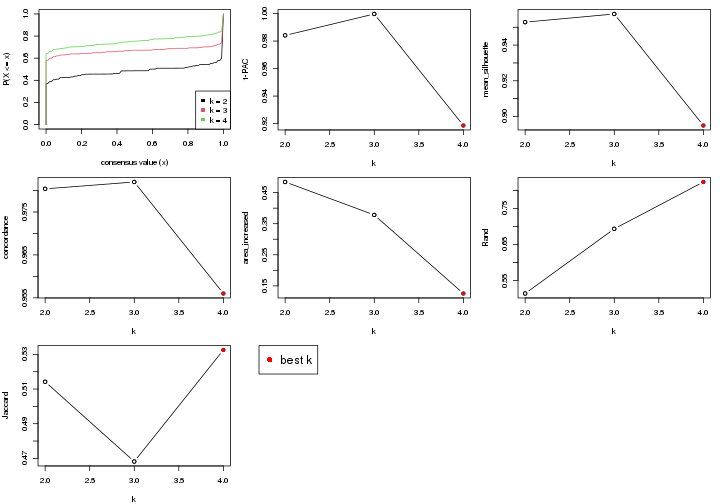 P(X <= x)
0.0 0.2 0.4 0.6 0.8 1.0
k = 2
k = 3
k = 4
0.0 0.2 0.4 0.6 0.8 1.0
consensus value (x)
1-PAC
0.92 0.94 0.96 0.98 1.00
2.0 2.5 3.0 3.5 4.0
k
mean_silhouette
0.90 0.92 0.94
2.0 2.5 3.0 3.5 4.0
k
concordance
0.955 0.965 0.975
2.0 2.5 3.0 3.5 4.0
k
area_increased
0.15 0.25 0.35 0.45
2.0 2.5 3.0 3.5 4.0
k
Rand
0.55 0.65 0.75
2.0 2.5 3.0 3.5 4.0
k
Jaccard
0.47 0.49 0.51 0.53
2.0 2.5 3.0 3.5 4.0
k
best k